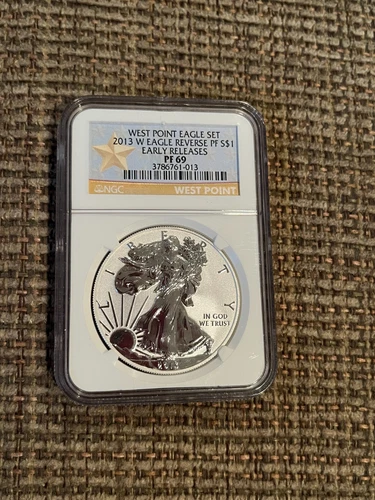 WEST POINT EAGLE SET
2013 W EAGLE REVERSE PF S$1
EARLY RELEASES
PF 69
3786761-013
NGC
WEST POINT
LIBERTY
IN GOD
WE TRUST
2013